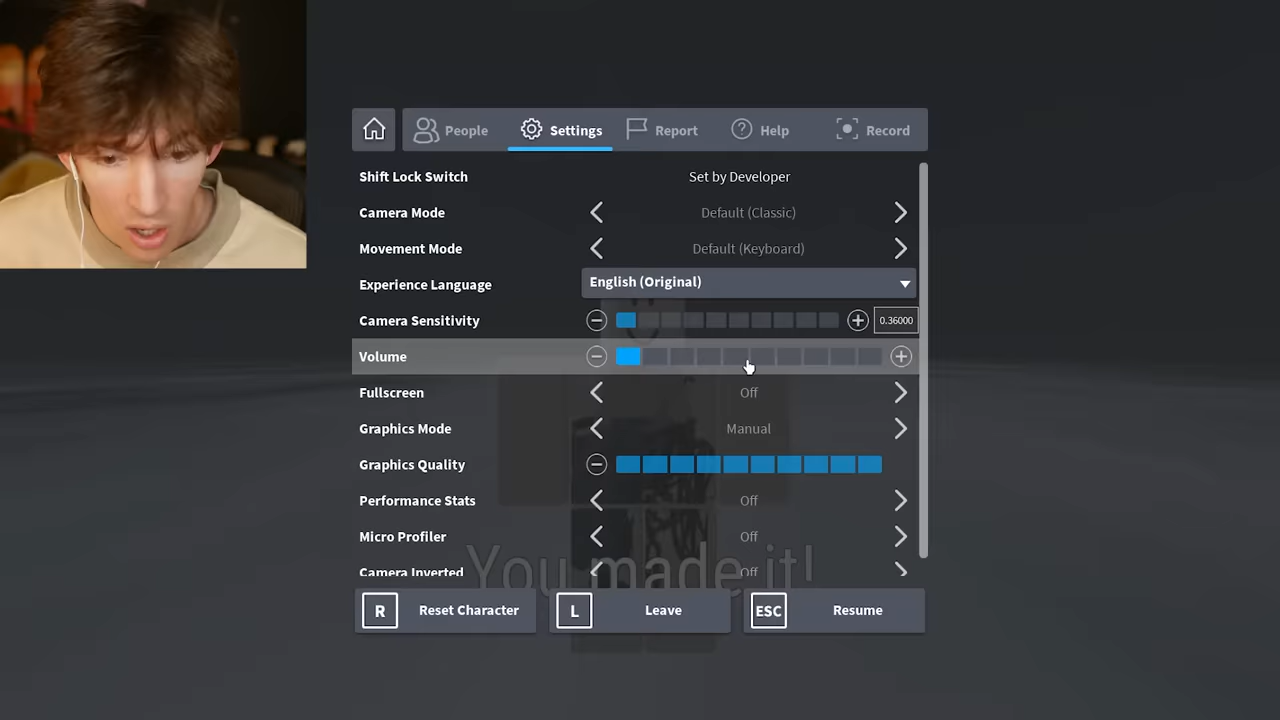 People Settings Report Help Record
Shift Lock Switch Set by Developer
Camera Mode Default (Classic)
Movement Mode Default (Keyboard)
Experience Language English (Original)
Camera Sensitivity 0.36000
Volume
Fullscreen Off
Graphics Mode Manual
Graphics Quality
Performance Stats Off
Micro Profiler Off
Camera Inverted Off
You made it!
R Reset Character L Leave ESC Resume